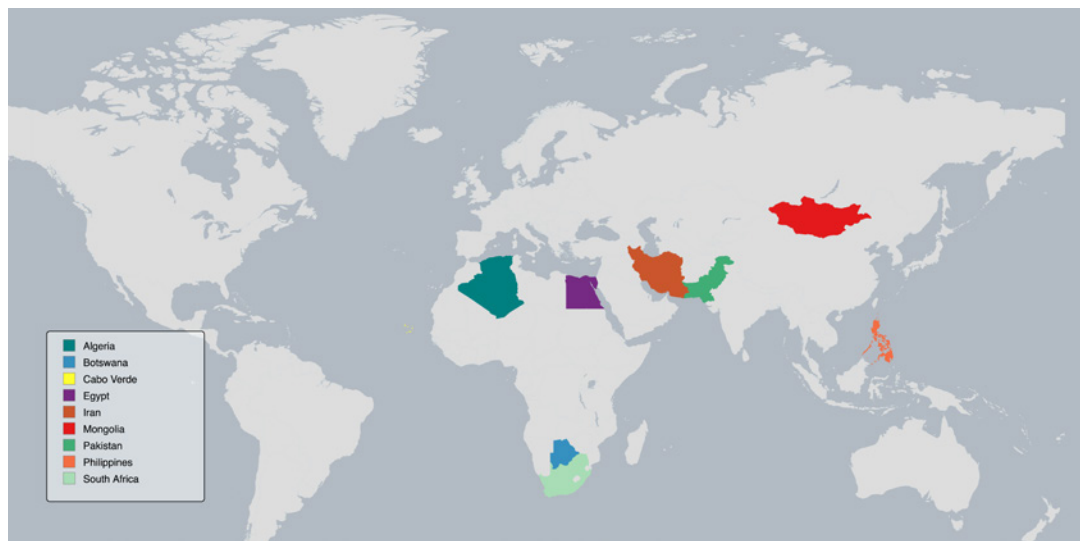 Algeria
Botswana
Cabo Verde
Egypt
Iran
Mongolia
Pakistan
Philippines
South Africa